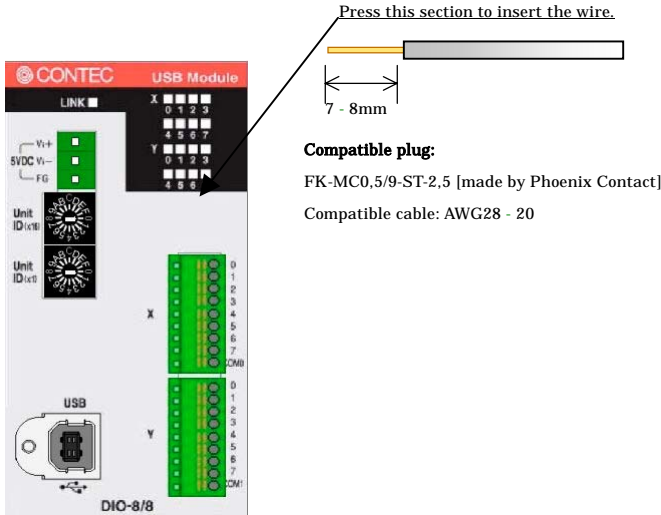 Press this section to insert the wire.
7 - 8mm
Compatible plug:
FK-MC0,5/9-ST-2,5 [made by Phoenix Contact]
Compatible cable: AWG28 - 20
CONTEC USB Module
LINK
X
0 1 2 3
4 5 6 7
Y
0 1 2 3
4 5 6
Vi+
5VDC Vi-
FG
Unit
ID(x16)
Unit
ID(x1)
X
0
1
2
3
4
5
6
7
COM0
Y
0
1
2
3
4
5
6
7
COM1
USB
DIO-8/8